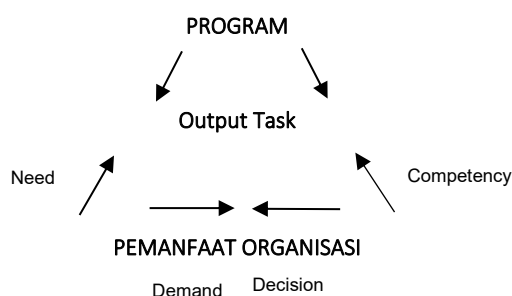 PROGRAM
Output Task
Need
Competency
PEMANFAAT ORGANISASI
Demand Decision